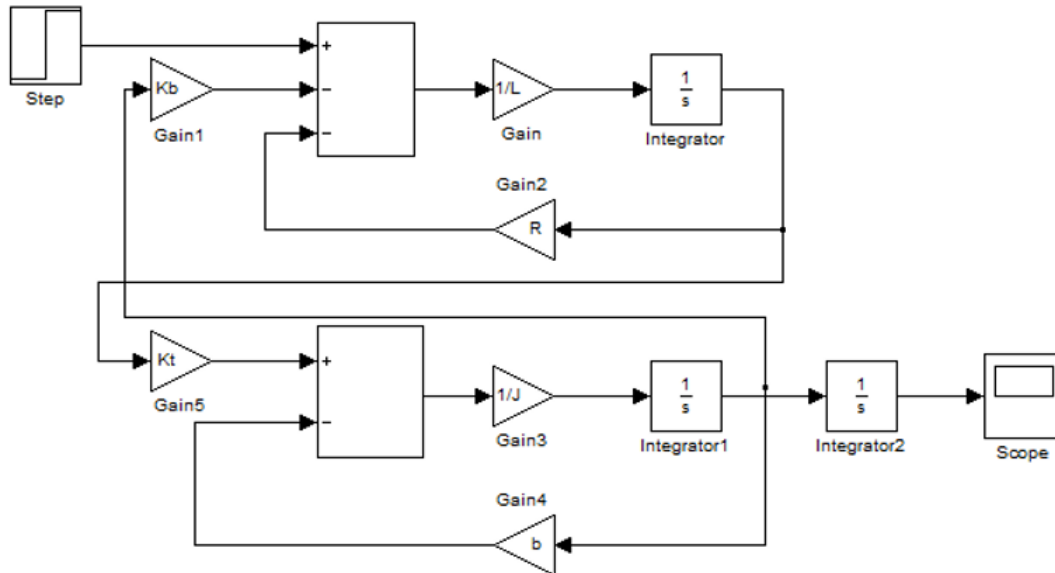 +
Step
Kb
Gain1
−
−
1/L
Gain
1
s
Integrator
Gain2
R
Kt
Gain5
+
−
1/J
Gain3
1
s
Integrator1
1
s
Integrator2
Scope
Gain4
b